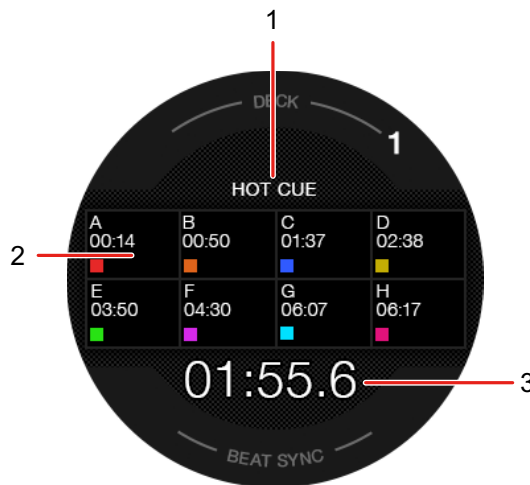 1
DECK
1
HOT CUE
A B C D
00:14 00:50 01:37 02:38
2
E F G H
03:50 04:30 06:07 06:17
01:55.6
3
BEAT SYNC